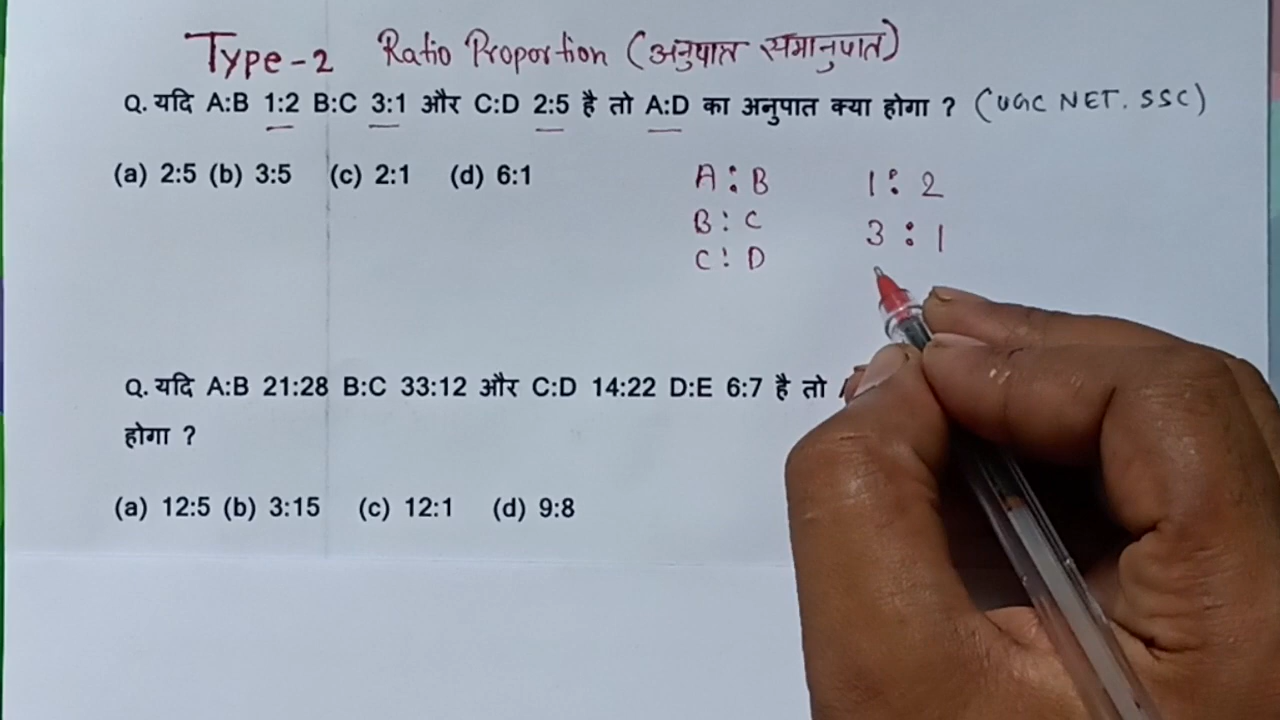 Type-2 Ratio Proportion (अनुपात समानुपात)
Q. यदि A:B 1:2 B:C 3:1 और C:D 2:5 है तो A:D का अनुपात क्या होगा ? (UGC NET. SSC)
(a) 2:5 (b) 3:5 (c) 2:1 (d) 6:1
A : B 1 : 2
B : C 3 : 1
C : D
Q. यदि A:B 21:28 B:C 33:12 और C:D 14:22 D:E 6:7 है तो
होगा ?
(a) 12:5 (b) 3:15 (c) 12:1 (d) 9:8